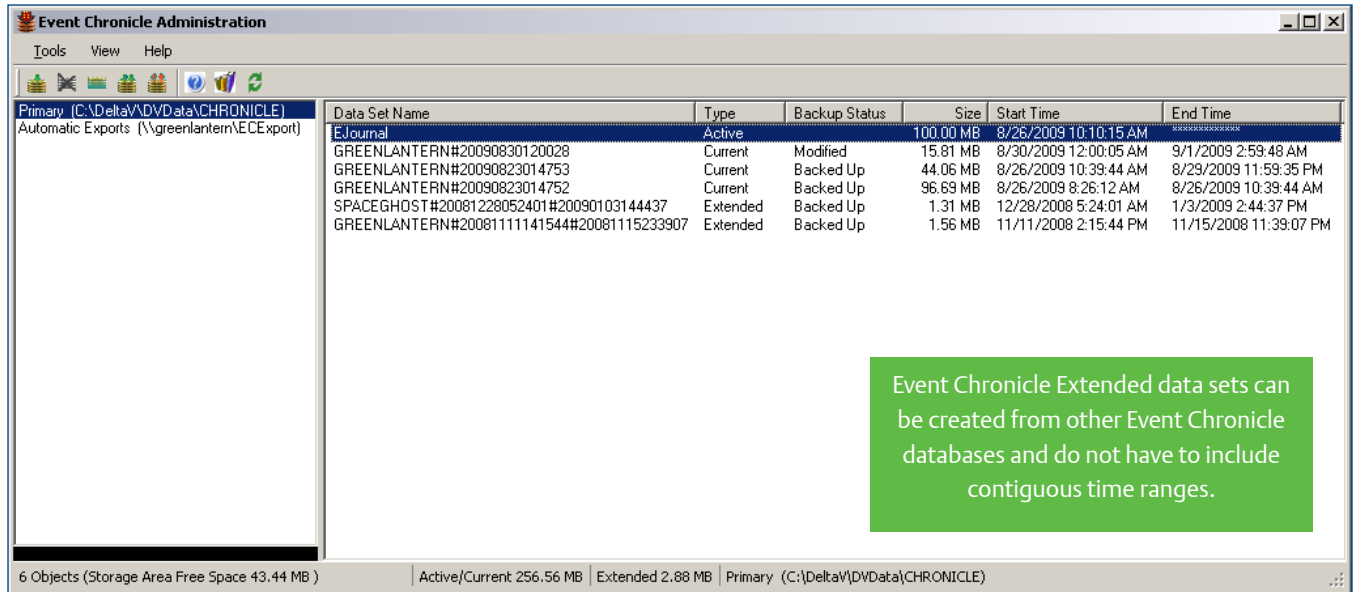 Event Chronicle Administration
Tools View Help
Primary (C:\DeltaV\DVData\CHRONICLE)
Automatic Exports (\\greenlantern\ECExport)
Data Set Name Type Backup Status Size Start Time End Time
EJournal Active 100.00 MB 8/26/2009 10:10:15 AM ×××××××××××××
GREENLANTERN#20090830120028 Current Modified 15.81 MB 8/30/2009 12:00:05 AM 9/1/2009 2:59:48 AM
GREENLANTERN#20090823014753 Current Backed Up 44.06 MB 8/26/2009 10:39:44 AM 8/29/2009 11:59:35 PM
GREENLANTERN#20090823014752 Current Backed Up 96.69 MB 8/26/2009 8:26:12 AM 8/26/2009 10:39:44 AM
SPACEGHOST#20081228052401#20090103144437 Extended Backed Up 1.31 MB 12/28/2008 5:24:01 AM 1/3/2009 2:44:37 PM
GREENLANTERN#20081111141544#20081115233907 Extended Backed Up 1.56 MB 11/11/2008 2:15:44 PM 11/15/2008 11:39:07 PM
Event Chronicle Extended data sets can
be created from other Event Chronicle
databases and do not have to include
contiguous time ranges.
6 Objects (Storage Area Free Space 43.44 MB ) Active/Current 256.56 MB Extended 2.88 MB Primary (C:\DeltaV\DVData\CHRONICLE)